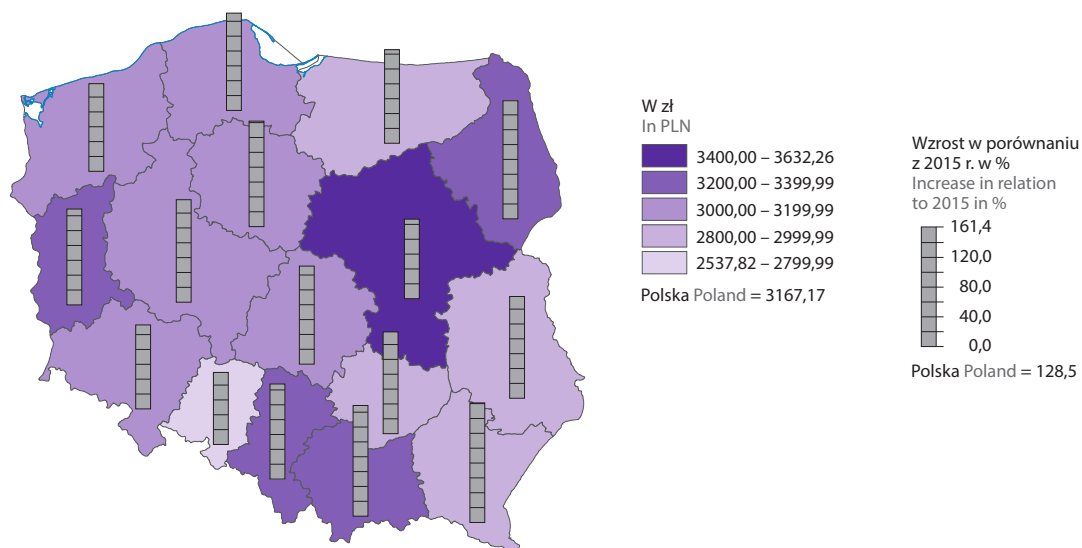 W zł
In PLN
3400,00 – 3632,26
3200,00 – 3399,99
3000,00 – 3199,99
2800,00 – 2999,99
2537,82 – 2799,99
Polska Poland = 3167,17
Wzrost w porównaniu
z 2015 r. w %
Increase in relation
to 2015 in %
161,4
120,0
80,0
40,0
0,0
Polska Poland = 128,5